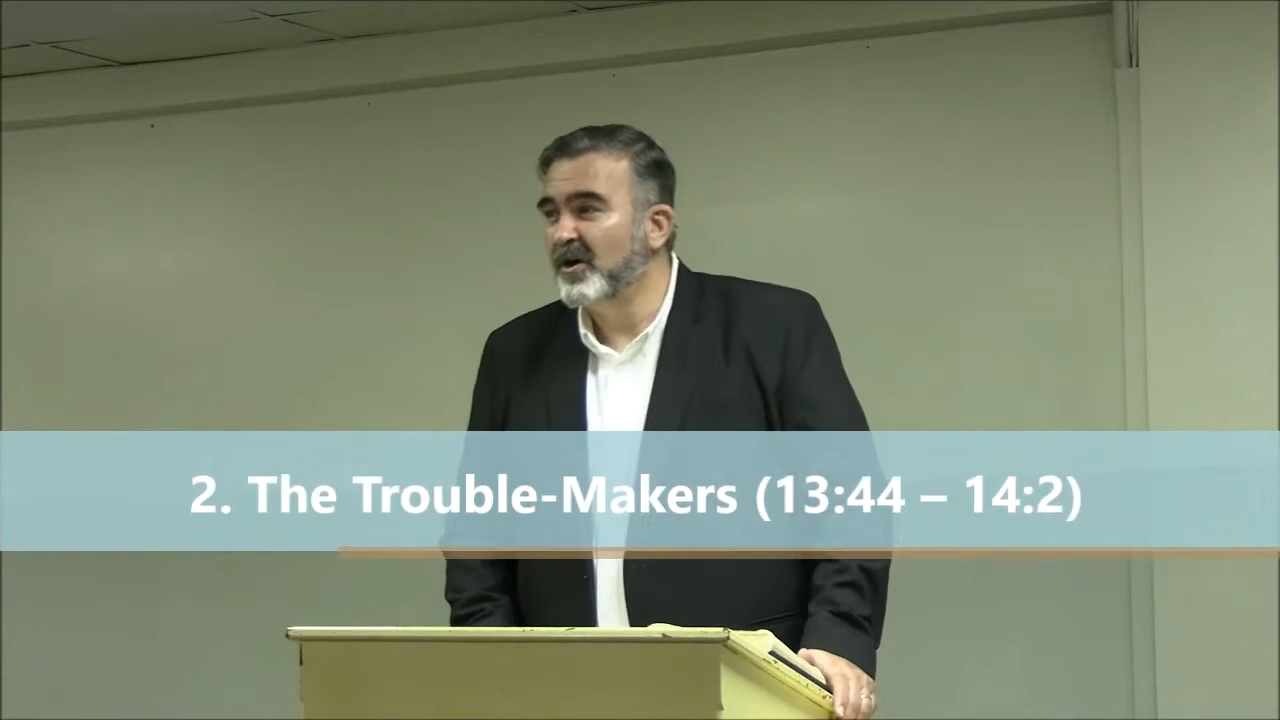 2. The Trouble-Makers (13:44 – 14:2)